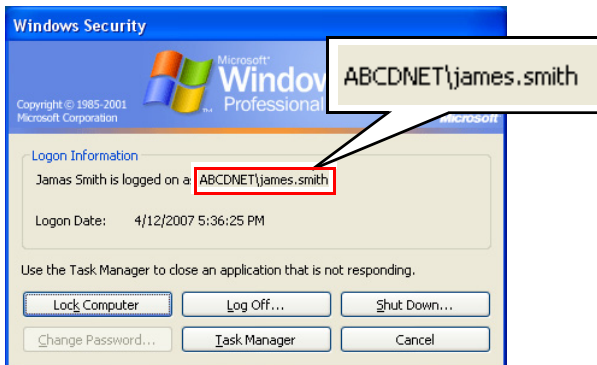 Windows Security
Microsoft
Window
Professional
Copyright © 1985-2001
Microsoft Corporation
Microsoft
ABCDNET\james.smith
Logon Information
Jamas Smith is logged on a ABCDNET\james.smith
Logon Date: 4/12/2007 5:36:25 PM
Use the Task Manager to close an application that is not responding.
Lock Computer Log Off... Shut Down...
Change Password... Task Manager Cancel